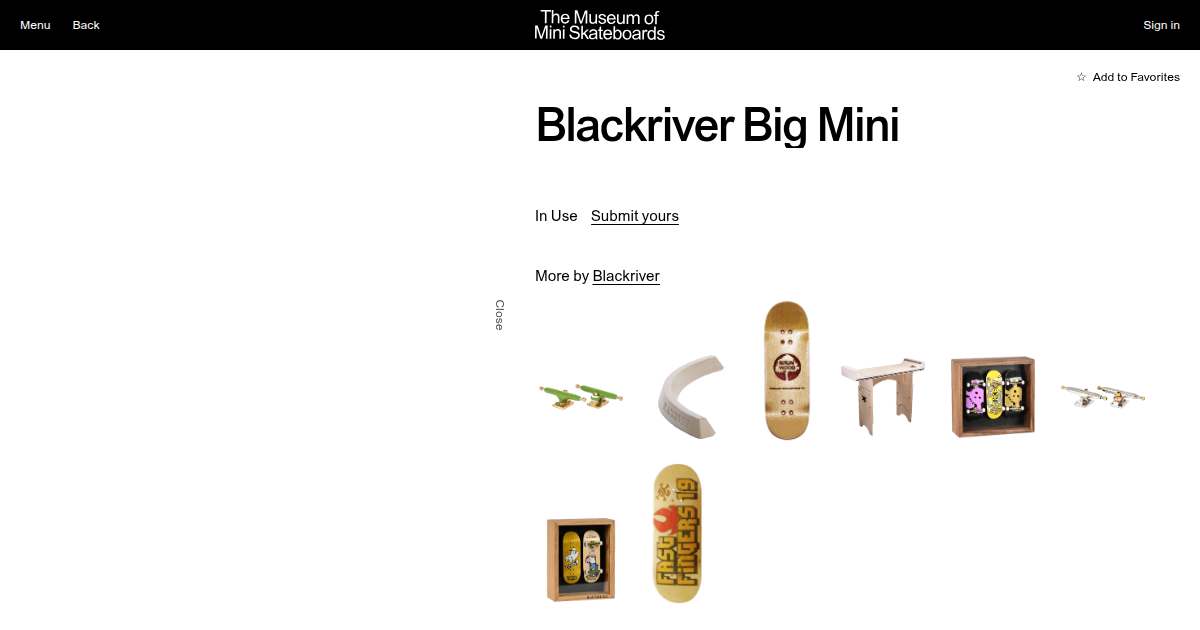 Menu
Back
The Museum of
Mini Skateboards
Sign in
☆ Add to Favorites
Blackriver Big Mini
In Use
Submit yours
More by Blackriver
Close
FAST
FINGERS 19